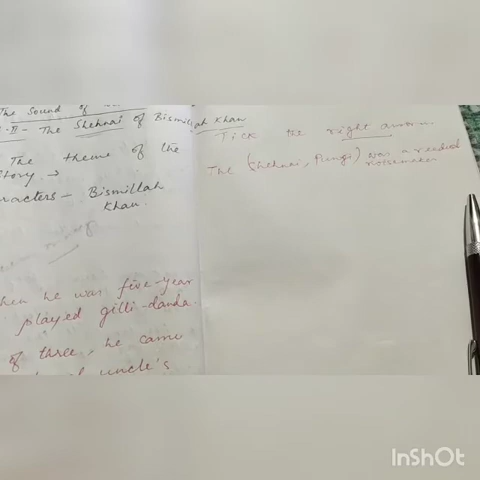 The Sound of
II - The Shehnai of Bismillah Khan
The theme of the
story →
aracters - Bismillah
Khan.
hen he was five-year
played gilli-danda.
of three, he came
uncle's
Tick the right answer.
The (Shehnai, Pungi) was a reeded
noisemaker
InShOt